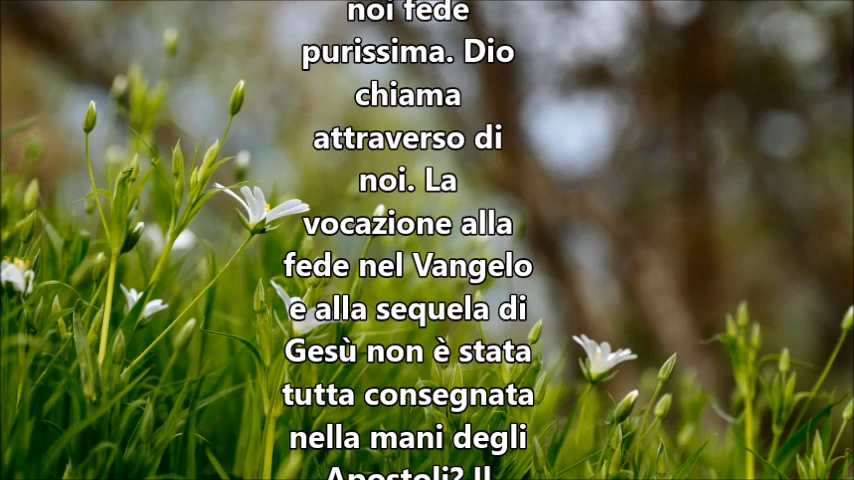 noi fede
purissima. Dio
chiama
attraverso di
noi. La
vocazione alla
fede nel Vangelo
e alla sequela di
Gesù non è stata
tutta consegnata
nella mani degli
Apostoli? Il